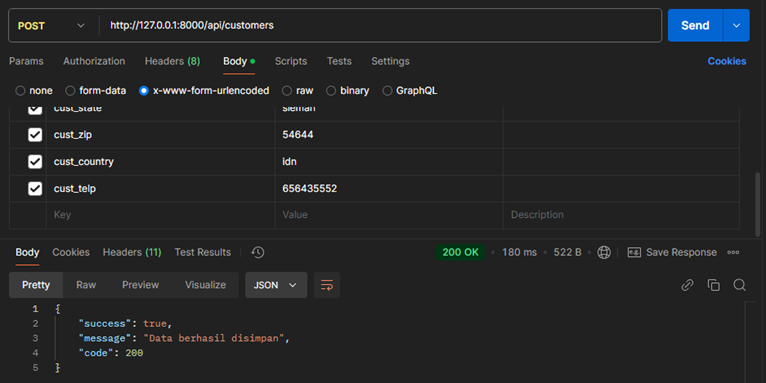 POST http://127.0.0.1:8000/api/customers Send
Params Authorization Headers (8) Body Scripts Tests Settings Cookies
none form-data x-www-form-urlencoded raw binary GraphQL
cust_state sleman
cust_zip 54644
cust_country idn
cust_telp 656435552
Key Value Description
Body Cookies Headers (11) Test Results 200 OK 180 ms 522 B Save Response
Pretty Raw Preview Visualize JSON
1 {
2 "success": true,
3 "message": "Data berhasil disimpan",
4 "code": 200
5 }